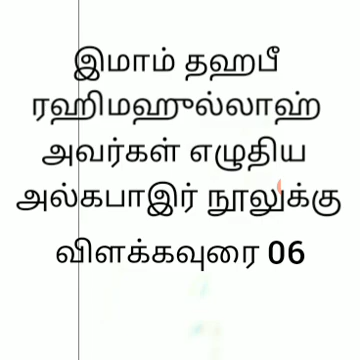 இமாம் தஹபீ
ரஹிமஹுல்லாஹ்
அவர்கள் எழுதிய
அல்கபாஇர் நூலுக்கு
விளக்கவுரை 06